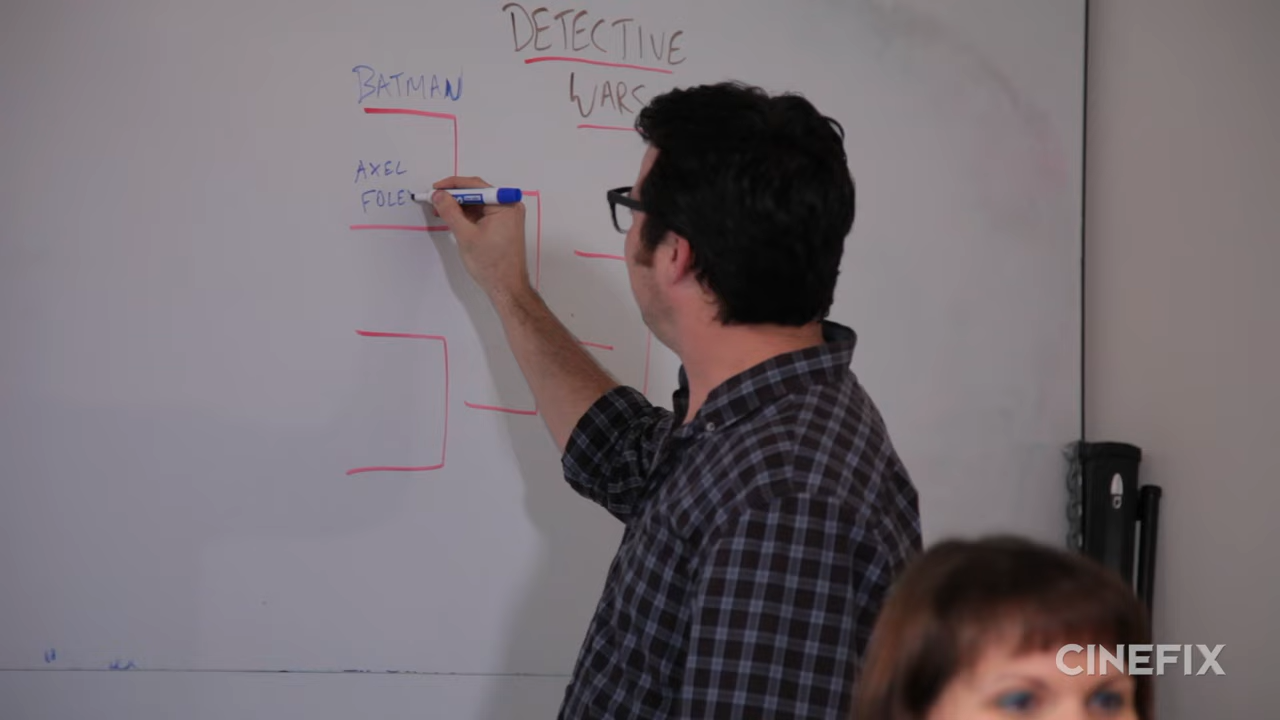 DETECTIVE
WARS
BATMAN
AXEL
FOLEY
CINEFIX